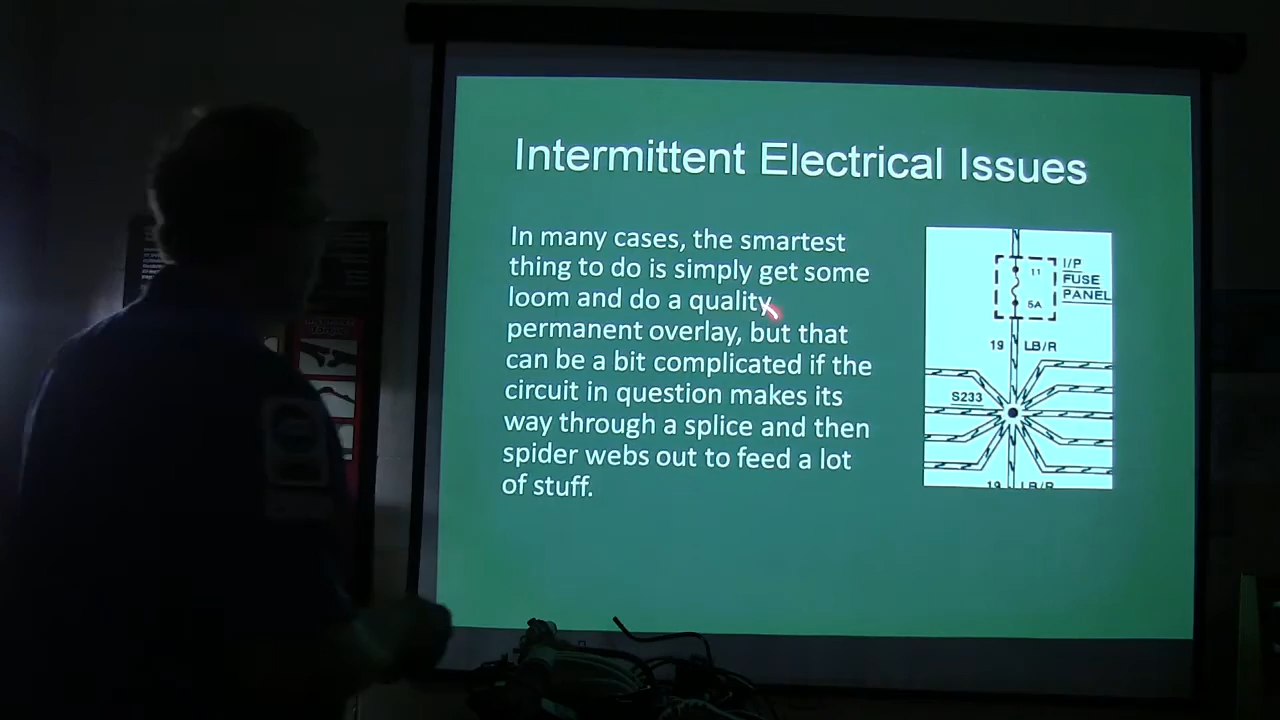 Intermittent Electrical Issues
In many cases, the smartest
thing to do is simply get some
loom and do a quality
permanent overlay, but that
can be a bit complicated if the
circuit in question makes its
way through a splice and then
spider webs out to feed a lot
of stuff.
11
I/P
FUSE
PANEL
5A
19 LB/R
S233
19 LB/R